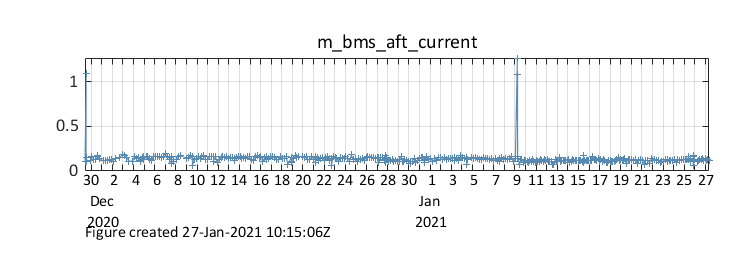 m_bms_aft_current
1
0.5
0
30 2 4 6 8 10 12 14 16 18 20 22 24 26 28 30 1 3 5 7 9 11 13 15 17 19 21 23 25 27
Dec Jan
2020 2021
Figure created 27-Jan-2021 10:15:06Z